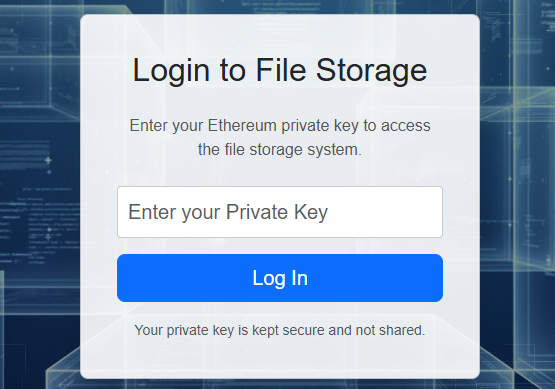 Login to File Storage
Enter your Ethereum private key to access
the file storage system.
Enter your Private Key
Log In
Your private key is kept secure and not shared.